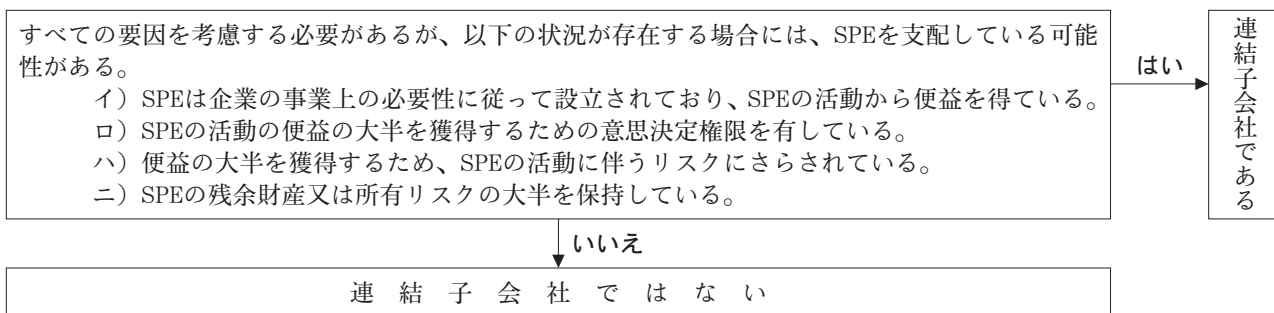 すべての要因を考慮する必要があるが、以下の状況が存在する場合には、SPEを支配している可能
性がある。
イ）SPEは企業の事業上の必要性に従って設立されており、SPEの活動から便益を得ている。
ロ）SPEの活動の便益の大半を獲得するための意思決定権限を有している。
ハ）便益の大半を獲得するため、SPEの活動に伴うリスクにさらされている。
ニ）SPEの残余財産又は所有リスクの大半を保持している。
はい
連結子会社である
いいえ
連結子会社ではない